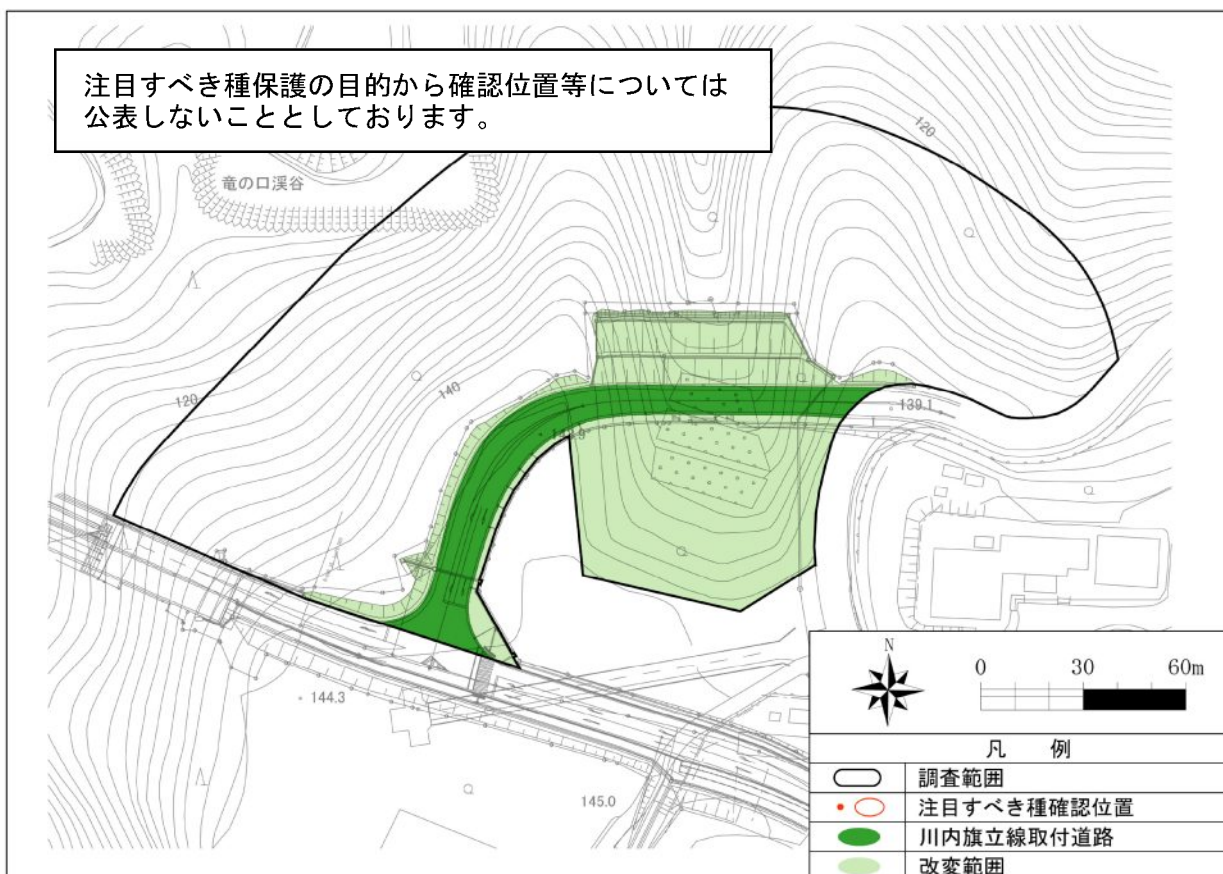 注目すべき種保護の目的から確認位置等については
公表しないこととしております。
竜の口渓谷
120
120
140
139.1
144.3
145.0
N
0 30 60m
凡 例
調査範囲
注目すべき種確認位置
川内旗立線取付道路
改変範囲